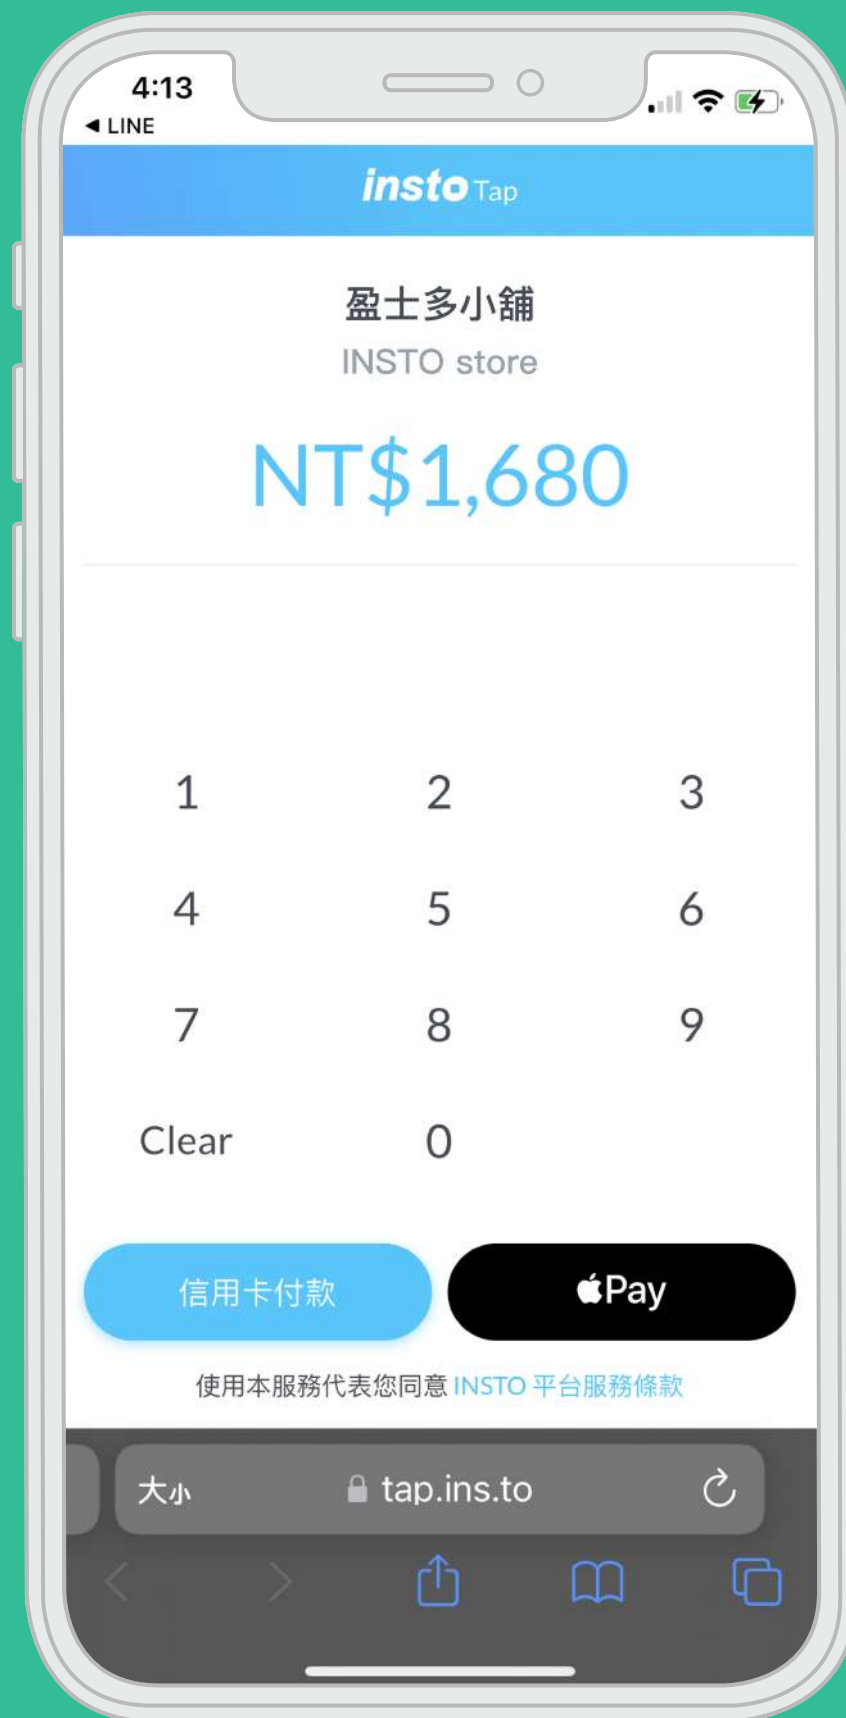 4:13
◀ LINE
insto Tap
盈士多小舖
INSTO store
NT$1,680
1 2 3
4 5 6
7 8 9
Clear 0
信用卡付款 Pay
使用本服務代表您同意 INSTO 平台服務條款
大小 tap.ins.to